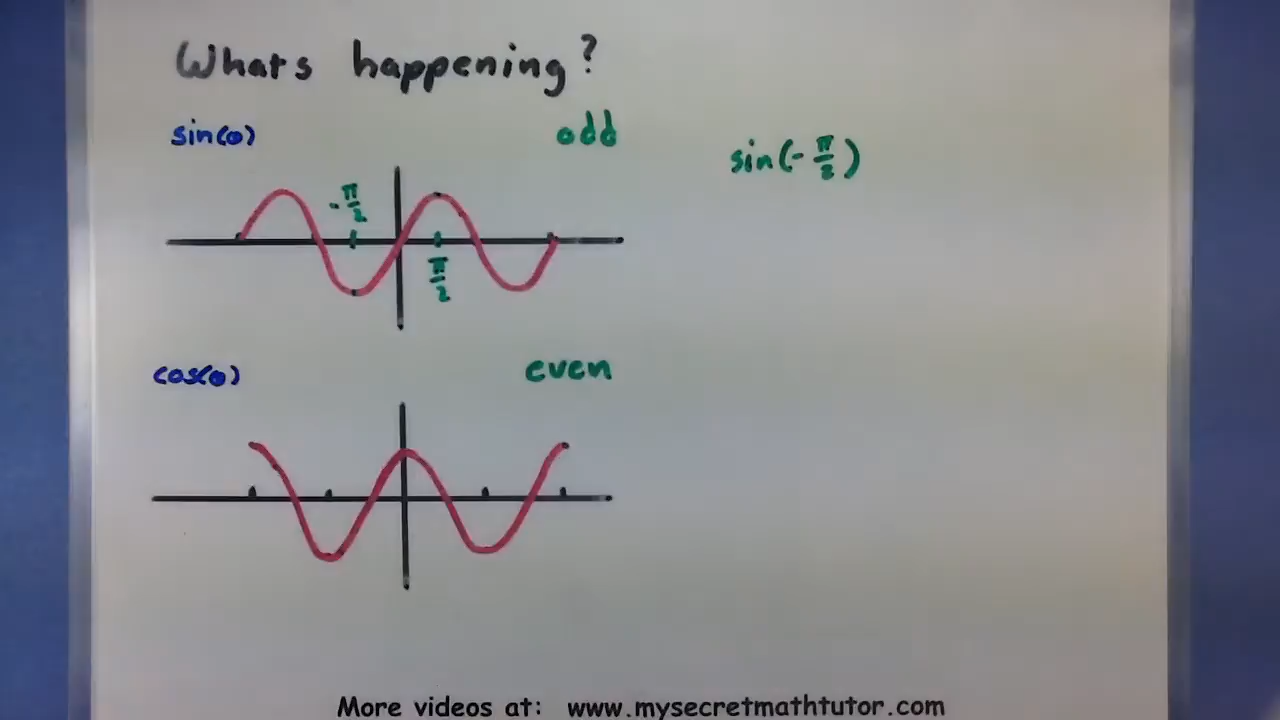 Whats happening?
sin(θ)
odd
sin(-π/2)
-π/2
π/2
cos(θ)
even
More videos at: www.mysecretmathtutor.com